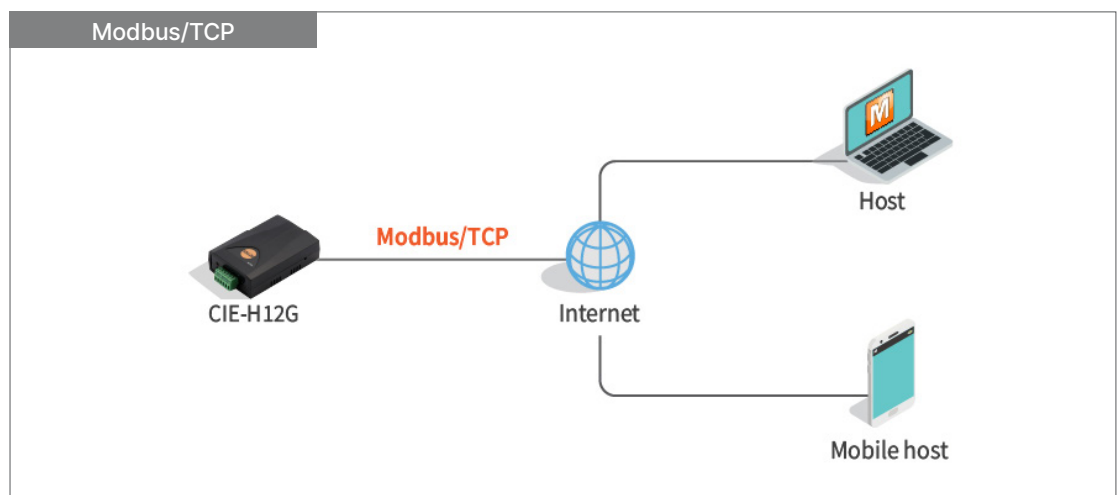 Modbus/TCP
M
Host
Modbus/TCP
CIE-H12G
Internet
Mobile host